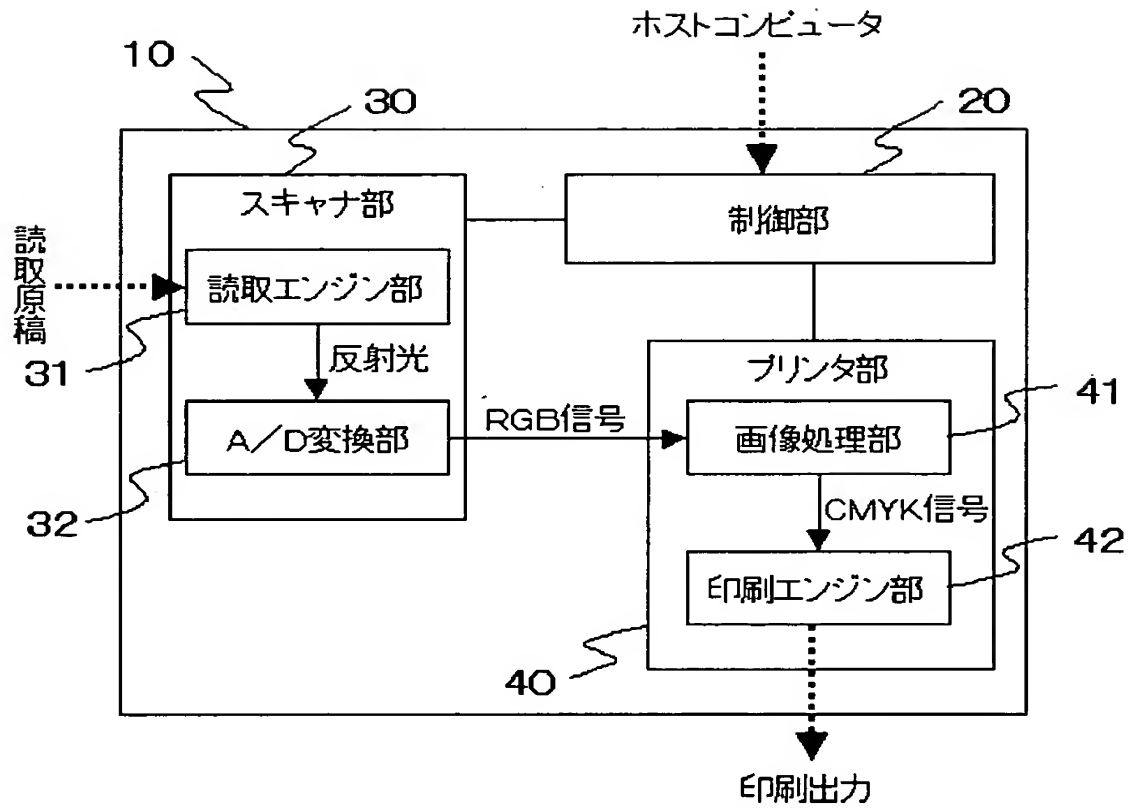 ホストコンピュータ
10
30
20
スキャナ部
制御部
読取原稿
読取エンジン部
31
反射光
プリンタ部
41
A／D変換部
RGB信号
画像処理部
32
CMYK信号
42
印刷エンジン部
40
印刷出力